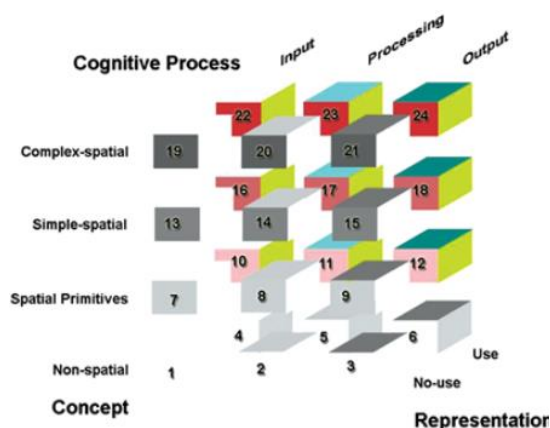 Input
Processing
Output
Cognitive Process
22 23 24
Complex-spatial 19 20 21
16 17 18
Simple-spatial 13 14 15
10 11 12
Spatial Primitives 7 8 9
4 5 6
Use
Non-spatial 1 2 3
No-use
Concept
Representation